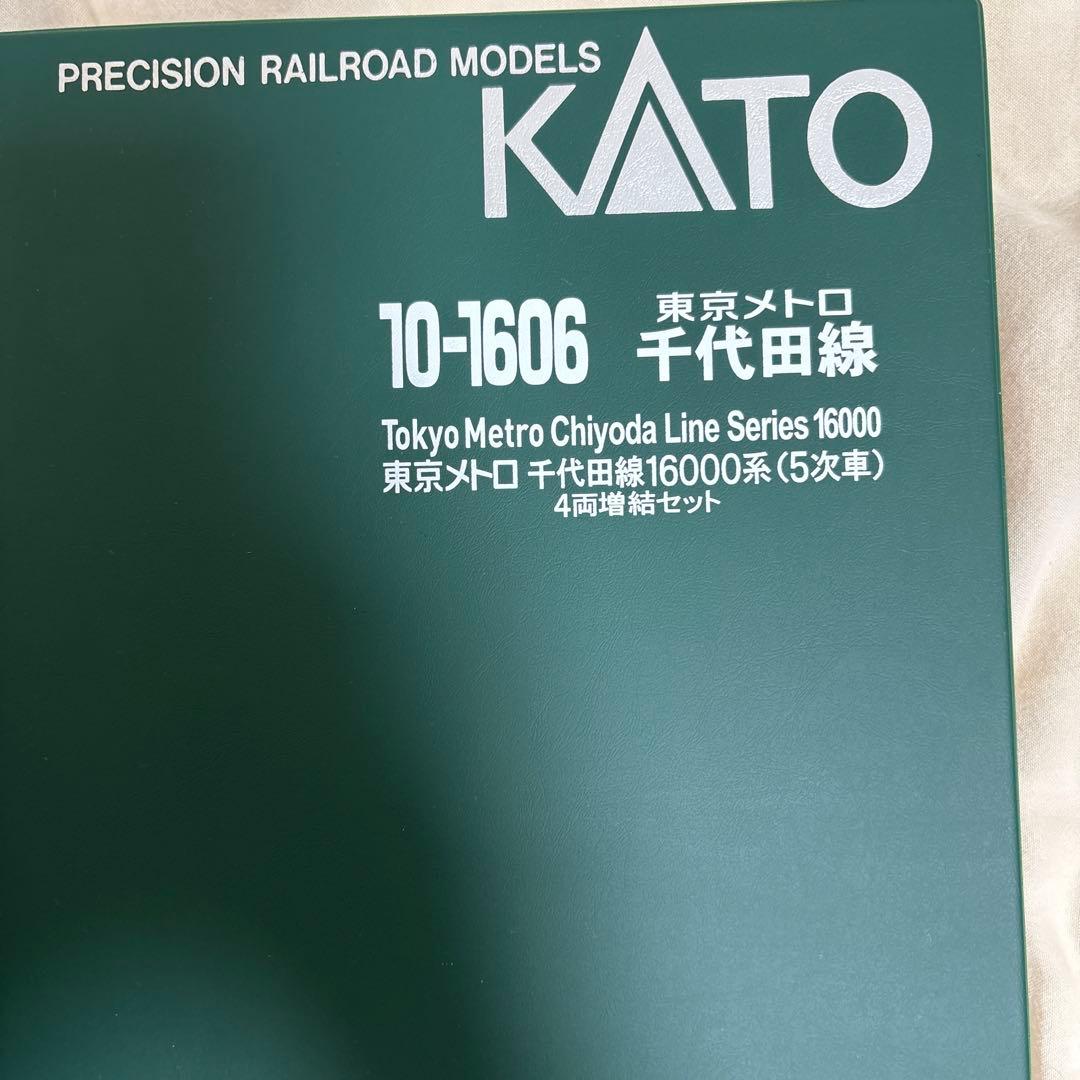 PRECISION RAILROAD MODELS
KATO
10-1606 東京メトロ
千代田線
Tokyo Metro Chiyoda Line Series 16000
東京メトロ 千代田線16000系(5次車)
4両増結セット